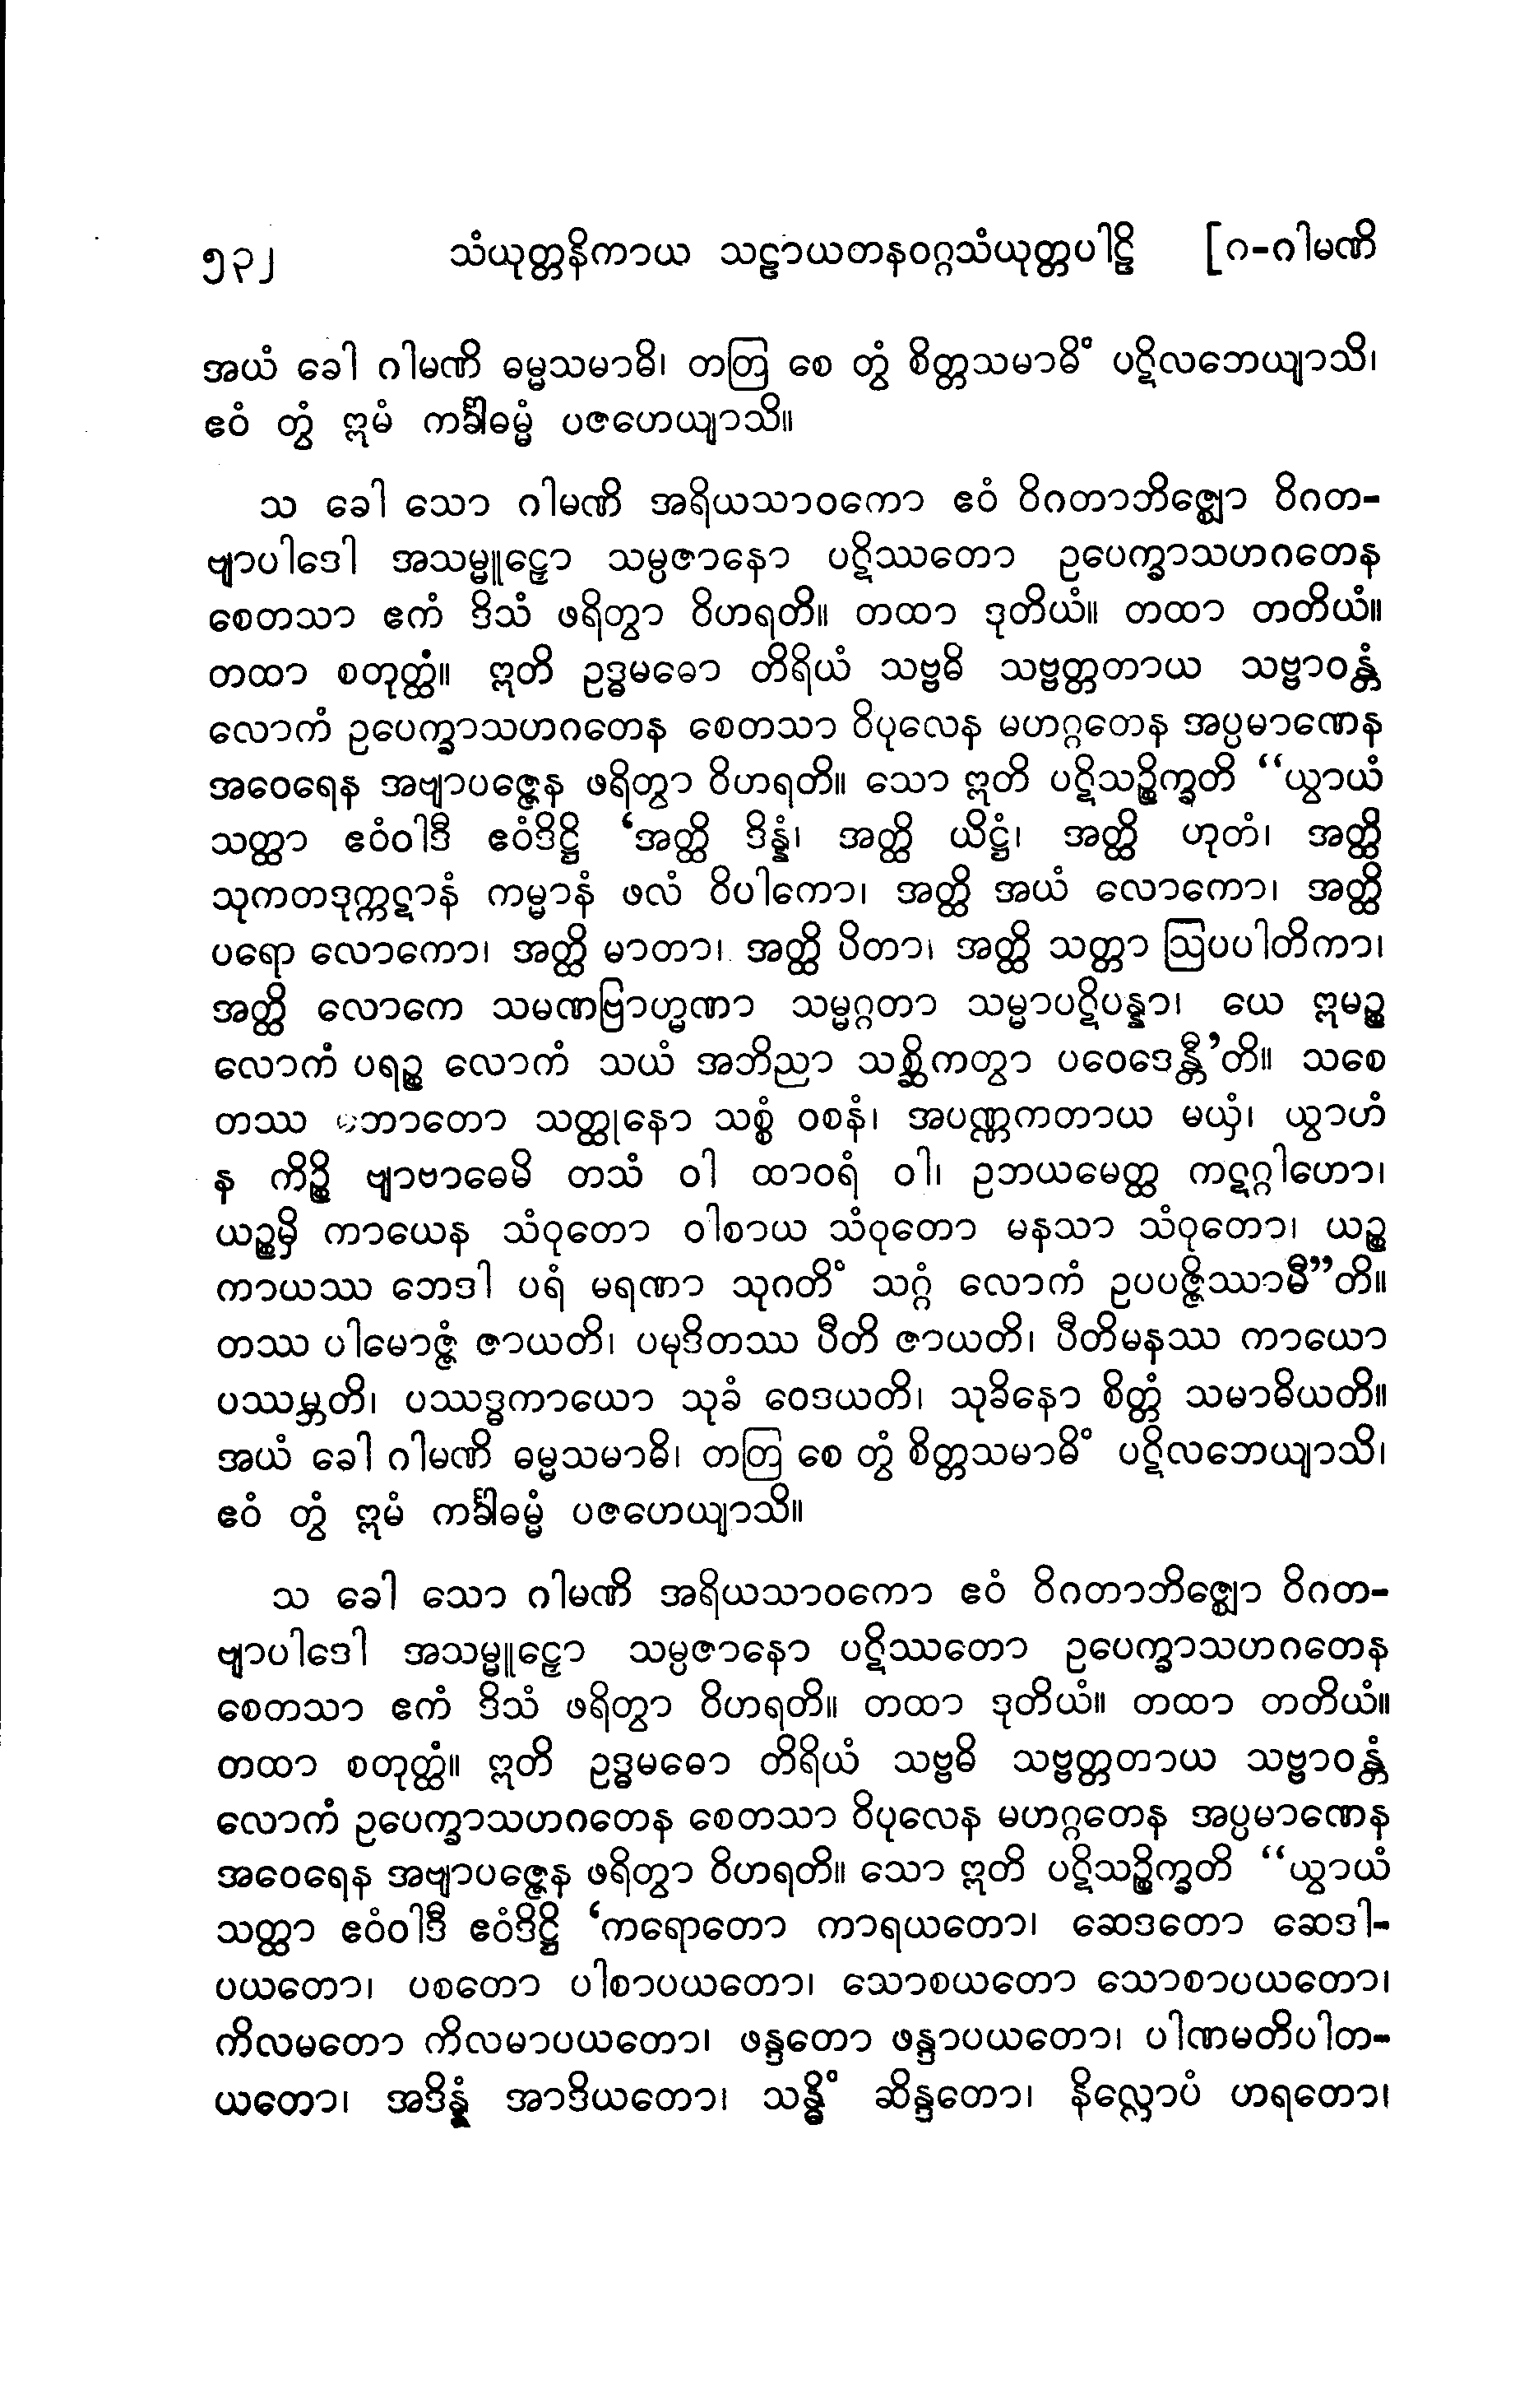 ၅၃၂ သံယုတ္တနိကာယ သဠာယတနဝဂ္ဂသံယုတ္တပါဠိ [ဂ-ဂါမဏိ
အယံ ခေါ ဂါမဏိ ဓမ္မသမာဓိ၊ တတြ စေ တွံ စိတ္တသမာဓိံ ပဋိလဘေယျာသိ၊
ဧဝံ တွံ ဣမံ ကင်္ခါဓမ္မံ ပဇဟေယျာသိ။
သ ခေါ သော ဂါမဏိ အရိယသာဝကော ဧဝံ ဝိဂတာဘိဇ္ဈော ဝိဂတ-
ဗျာပါဒေါ အသမ္မူဠှော သမ္ပဇာနော ပဋိဿတော ဥပေက္ခာသဟဂတေန
စေတသာ ဧကံ ဒိသံ ဖရိတွာ ဝိဟရတိ။ တထာ ဒုတိယံ။ တထာ တတိယံ။
တထာ စတုတ္ထံ။ ဣတိ ဥဒ္ဓမဓော တိရိယံ သဗ္ဗဓိ သဗ္ဗတ္တတာယ သဗ္ဗာဝန္တံ
လောကံ ဥပေက္ခာသဟဂတေန စေတသာ ဝိပုလေန မဟဂ္ဂတေန အပ္ပမာဏေန
အဝေရေန အဗျာပဇ္ဇေန ဖရိတွာ ဝိဟရတိ။ သော ဣတိ ပဋိသဉ္စိက္ခတိ “ယွာယံ
သတ္ထာ ဧဝံဝါဒီ ဧဝံဒိဋ္ဌိ ‘အတ္ထိ ဒိန္နံ၊ အတ္ထိ ယိဋ္ဌံ၊ အတ္ထိ ဟုတံ၊ အတ္ထိ
သုကတဒုက္ကဋာနံ ကမ္မာနံ ဖလံ ဝိပါကော၊ အတ္ထိ အယံ လောကော၊ အတ္ထိ
ပရော လောကော၊ အတ္ထိ မာတာ၊ အတ္ထိ ပိတာ၊ အတ္ထိ သတ္တာ ဩပပါတိကာ၊
အတ္ထိ လောကေ သမဏဗြာဟ္မဏာ သမ္မဂ္ဂတာ သမ္မာပဋိပန္နာ၊ ယေ ဣမဉ္စ
လောကံ ပရဉ္စ လောကံ သယံ အဘိညာ သစ္ဆိကတွာ ပဝေဒေန္တီ’တိ။ သစေ
တဿ ဘောတော သတ္ထုနော သစ္စံ ဝစနံ၊ အပဏ္ဏကတာယ မယှံ၊ ယွာဟံ
န ကိဉ္စိ ဗျာဗာဓေမိ တသံ ဝါ ထာဝရံ ဝါ၊ ဥဘယမေတ္ထ ကဋဂ္ဂါဟော၊
ယဉ္စမှိ ကာယေန သံဝုတော ဝါစာယ သံဝုတော မနသာ သံဝုတော၊ ယဉ္စ
ကာယဿ ဘေဒါ ပရံ မရဏာ သုဂတိံ သဂ္ဂံ လောကံ ဥပပဇ္ဇိဿာမီ”တိ။
တဿ ပါမောဇ္ဇံ ဇာယတိ၊ ပမုဒိတဿ ပီတိ ဇာယတိ၊ ပီတိမနဿ ကာယော
ပဿမ္ဘတိ၊ ပဿဒ္ဓကာယော သုခံ ဝေဒယတိ၊ သုခိနော စိတ္တံ သမာဓိယတိ။
အယံ ခေါ ဂါမဏိ ဓမ္မသမာဓိ၊ တတြ စေ တွံ စိတ္တသမာဓိံ ပဋိလဘေယျာသိ၊
ဧဝံ တွံ ဣမံ ကင်္ခါဓမ္မံ ပဇဟေယျာသိ။
သ ခေါ သော ဂါမဏိ အရိယသာဝကော ဧဝံ ဝိဂတာဘိဇ္ဈော ဝိဂတ-
ဗျာပါဒေါ အသမ္မူဠှော သမ္ပဇာနော ပဋိဿတော ဥပေက္ခာသဟဂတေန
စေတသာ ဧကံ ဒိသံ ဖရိတွာ ဝိဟရတိ။ တထာ ဒုတိယံ။ တထာ တတိယံ။
တထာ စတုတ္ထံ။ ဣတိ ဥဒ္ဓမဓော တိရိယံ သဗ္ဗဓိ သဗ္ဗတ္တတာယ သဗ္ဗာဝန္တံ
လောကံ ဥပေက္ခာသဟဂတေန စေတသာ ဝိပုလေန မဟဂ္ဂတေန အပ္ပမာဏေန
အဝေရေန အဗျာပဇ္ဇေန ဖရိတွာ ဝိဟရတိ။ သော ဣတိ ပဋိသဉ္စိက္ခတိ “ယွာယံ
သတ္ထာ ဧဝံဝါဒီ ဧဝံဒိဋ္ဌိ ‘ကရောတော ကာရယတော၊ ဆေဒတော ဆေဒါ-
ပယတော၊ ပစတော ပါစာပယတော၊ သောစယတော သောစာပယတော၊
ကိလမတော ကိလမာပယတော၊ ဖန္ဒတော ဖန္ဒာပယတော၊ ပါဏမတိပါတ-
ယတော၊ အဒိန္နံ အာဒိယတော၊ သန္ဓိံ ဆိန္ဒတော၊ နိလ္လောပံ ဟရတော၊